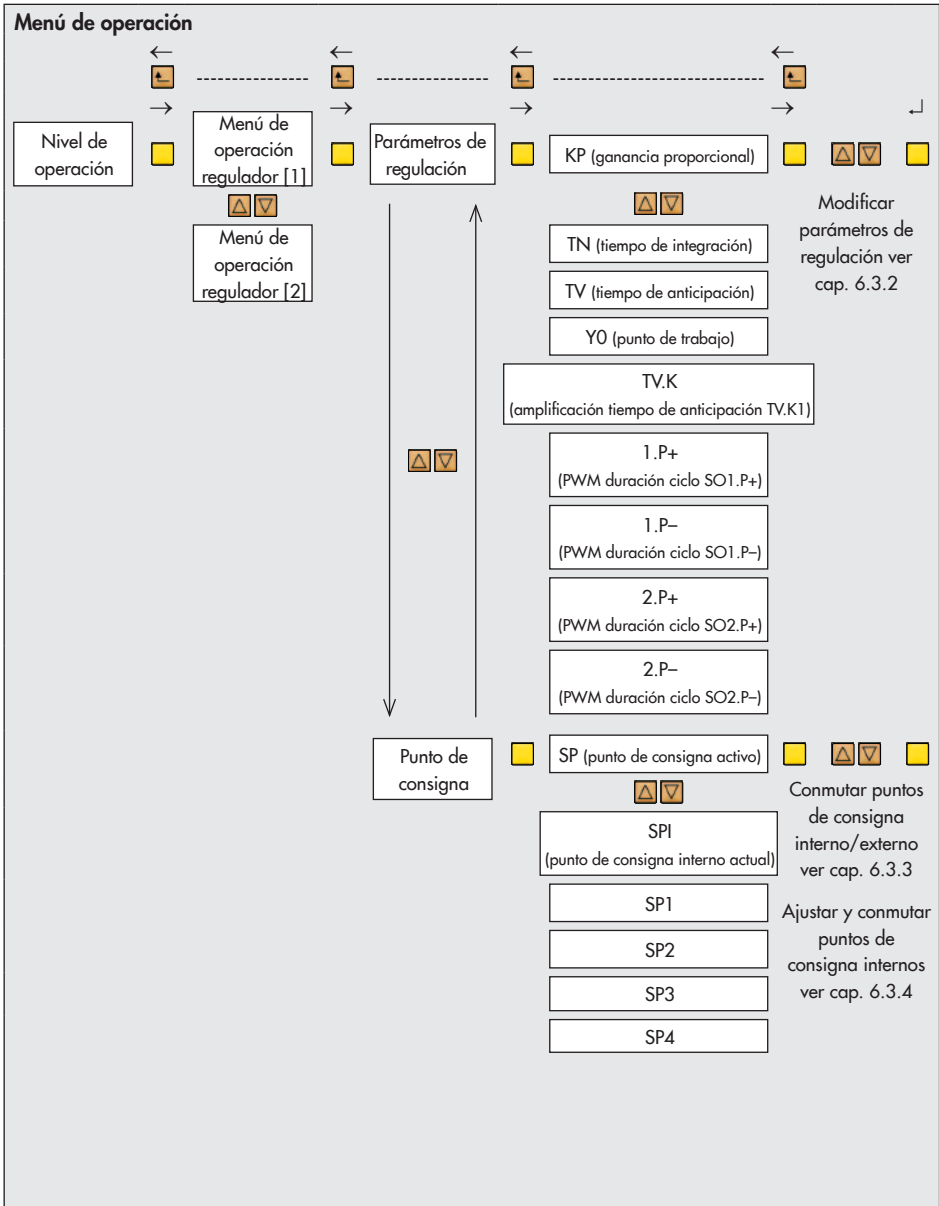 Menú de operación
Nivel de
operación
Menú de
operación
regulador [1]
Menú de
operación
regulador [2]
Parámetros de
regulación
KP (ganancia proporcional)
TN (tiempo de integración)
TV (tiempo de anticipación)
Y0 (punto de trabajo)
TV.K
(amplificación tiempo de anticipación TV.K1)
1.P+
(PWM duración ciclo SO1.P+)
1.P–
(PWM duración ciclo SO1.P–)
2.P+
(PWM duración ciclo SO2.P+)
2.P–
(PWM duración ciclo SO2.P–)
Modificar
parámetros de
regulación ver
cap. 6.3.2
Punto de
consigna
SP (punto de consigna activo)
SPI
(punto de consigna interno actual)
SP1
SP2
SP3
SP4
Conmutar puntos
de consigna
interno/externo
ver cap. 6.3.3
Ajustar y conmutar
puntos de
consigna internos
ver cap. 6.3.4